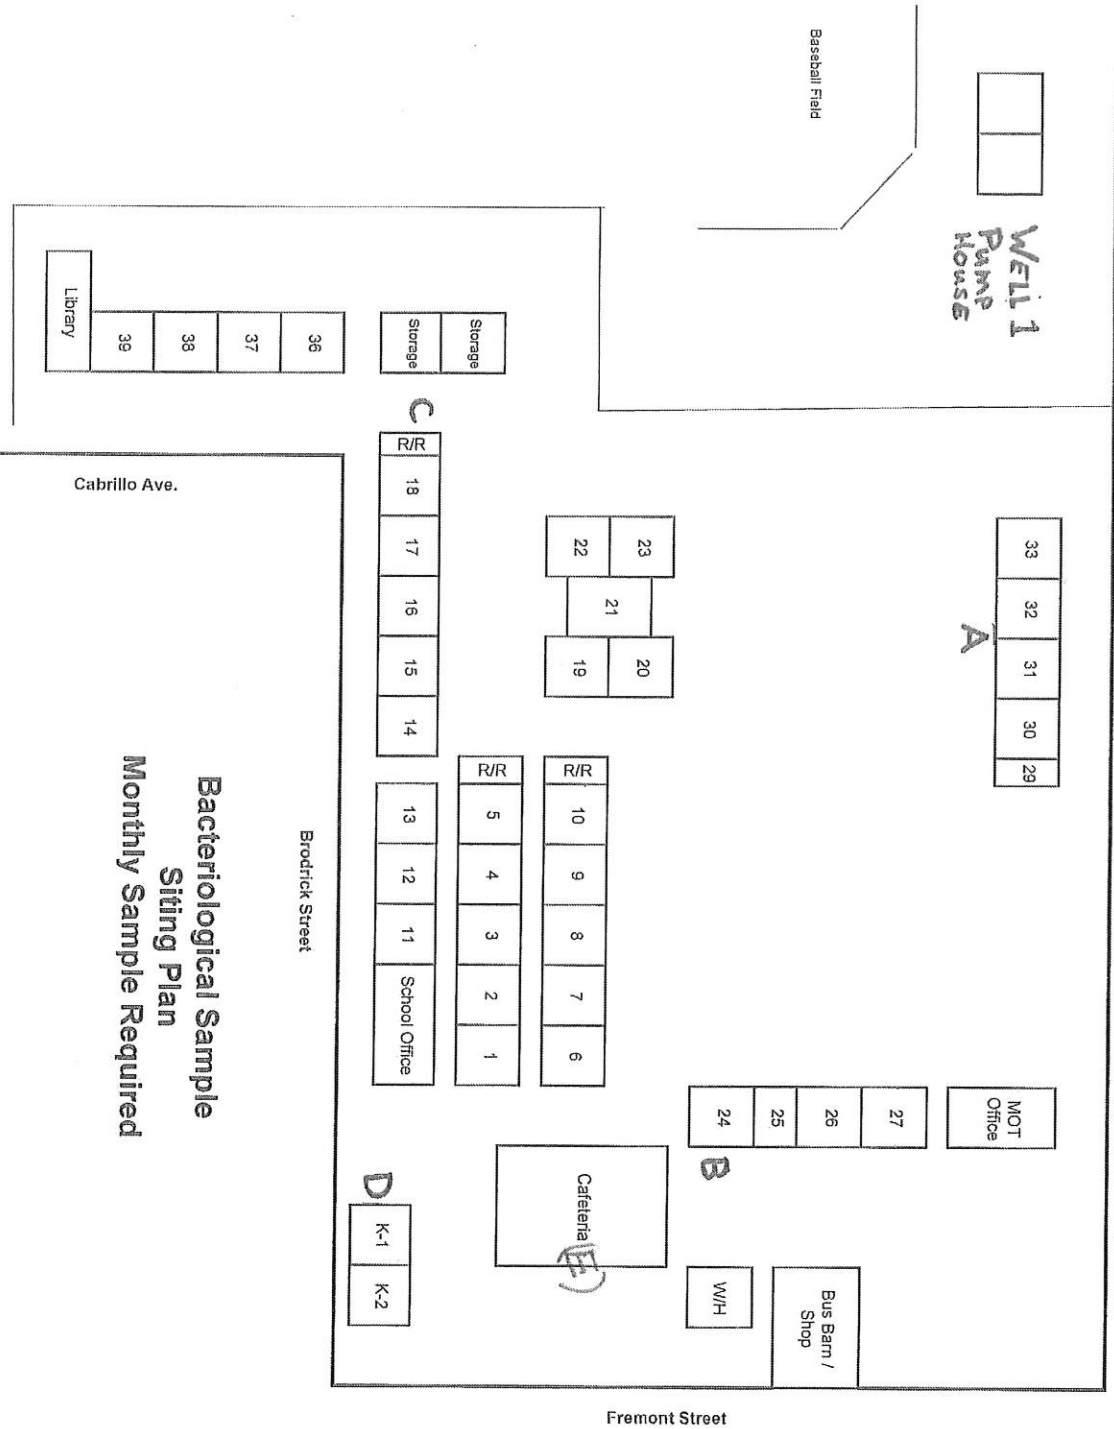 Baseball Field
WELL 1
Pump
House
33
32
31
30
29
A
Storage
Storage
36
37
38
39
Library
C
R/R
18
17
16
15
14
23
22
21
20
19
R/R
10
9
8
7
6
R/R
5
4
3
2
1
13
12
11
School Office
MOT
Office
27
26
25
24
B
Cafeteria
(E)
D
K-1
K-2
W/H
Bus Barn /
Shop
Cabrillo Ave.
Brodrick Street
Fremont Street
Bacteriological Sample
Siting Plan
Monthly Sample Required